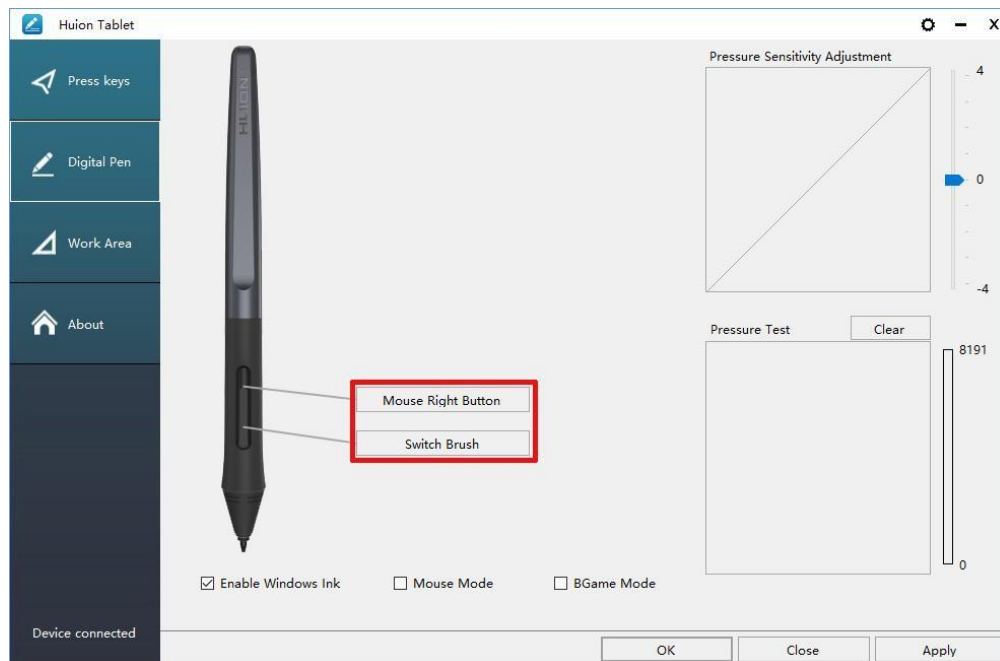 Huion Tablet
Press keys
Digital Pen
Work Area
About
Device connected
HUION
Mouse Right Button
Switch Brush
Enable Windows Ink
Mouse Mode
BGame Mode
Pressure Sensitivity Adjustment
4
0
-4
Pressure Test
Clear
8191
0
OK
Close
Apply